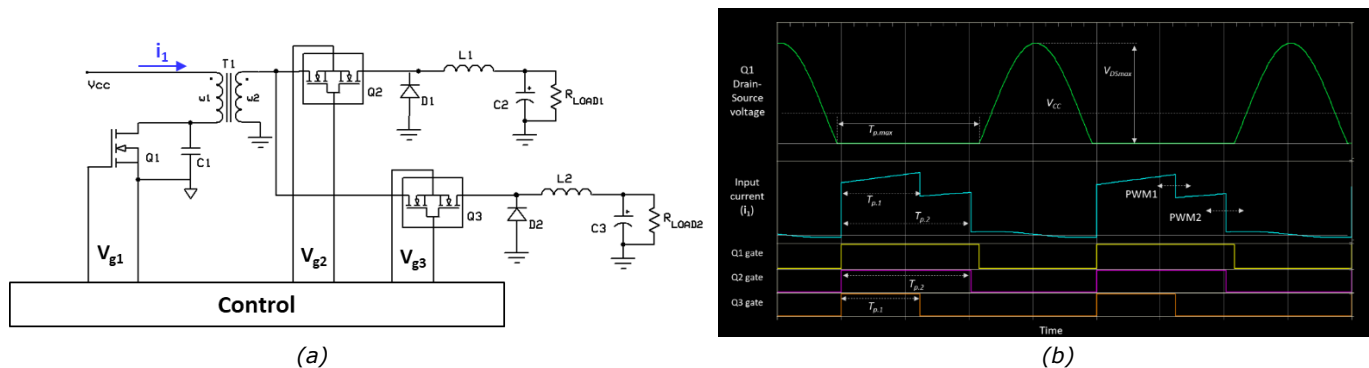 i1
T1
Vcc
w1
w2
Q1
C1
Q2
D1
L1
C2
RLOAD1
Q3
D2
L2
C3
RLOAD2
Vg1
Vg2
Vg3
Control
(a)
Q1
Drain-
Source
voltage
VDSmax
VCC
Tp.max
Input
current
(i1)
Tp.1
Tp.2
PWM1
PWM2
Q1 gate
Q2 gate
Tp.2
Q3 gate
Tp.1
Time
(b)